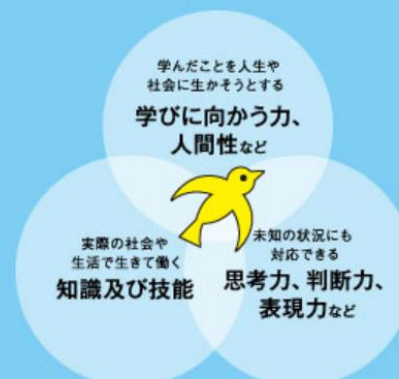 学んだことを人生や
社会に生かそうとする
学びに向かう力、
人間性など
実際の社会や
生活で生きて働く
知識及び技能
未知の状況にも
対応できる
思考力、判断力、
表現力など